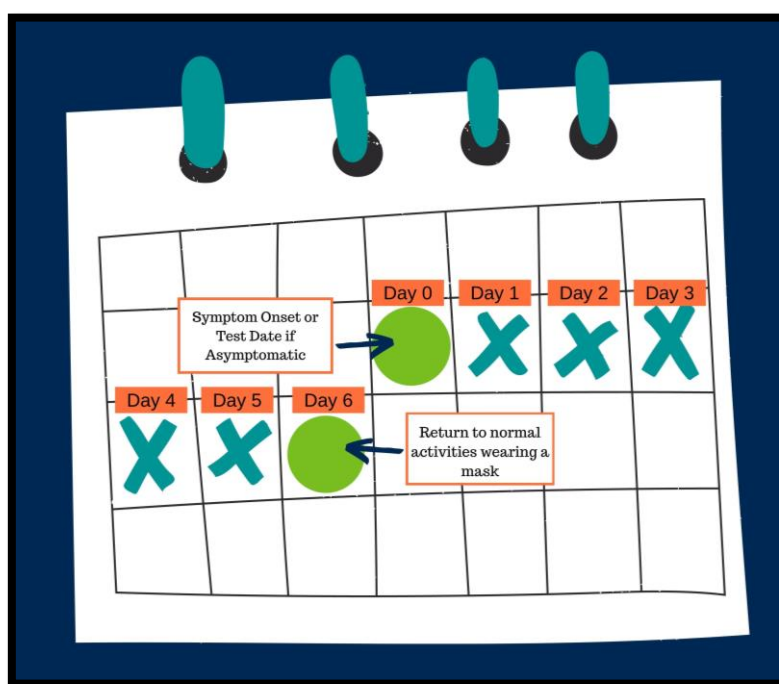 Day 0 Day 1 Day 2 Day 3
Symptom Onset or
Test Date if
Asymptomatic
Day 4 Day 5 Day 6
Return to normal
activities wearing a
mask